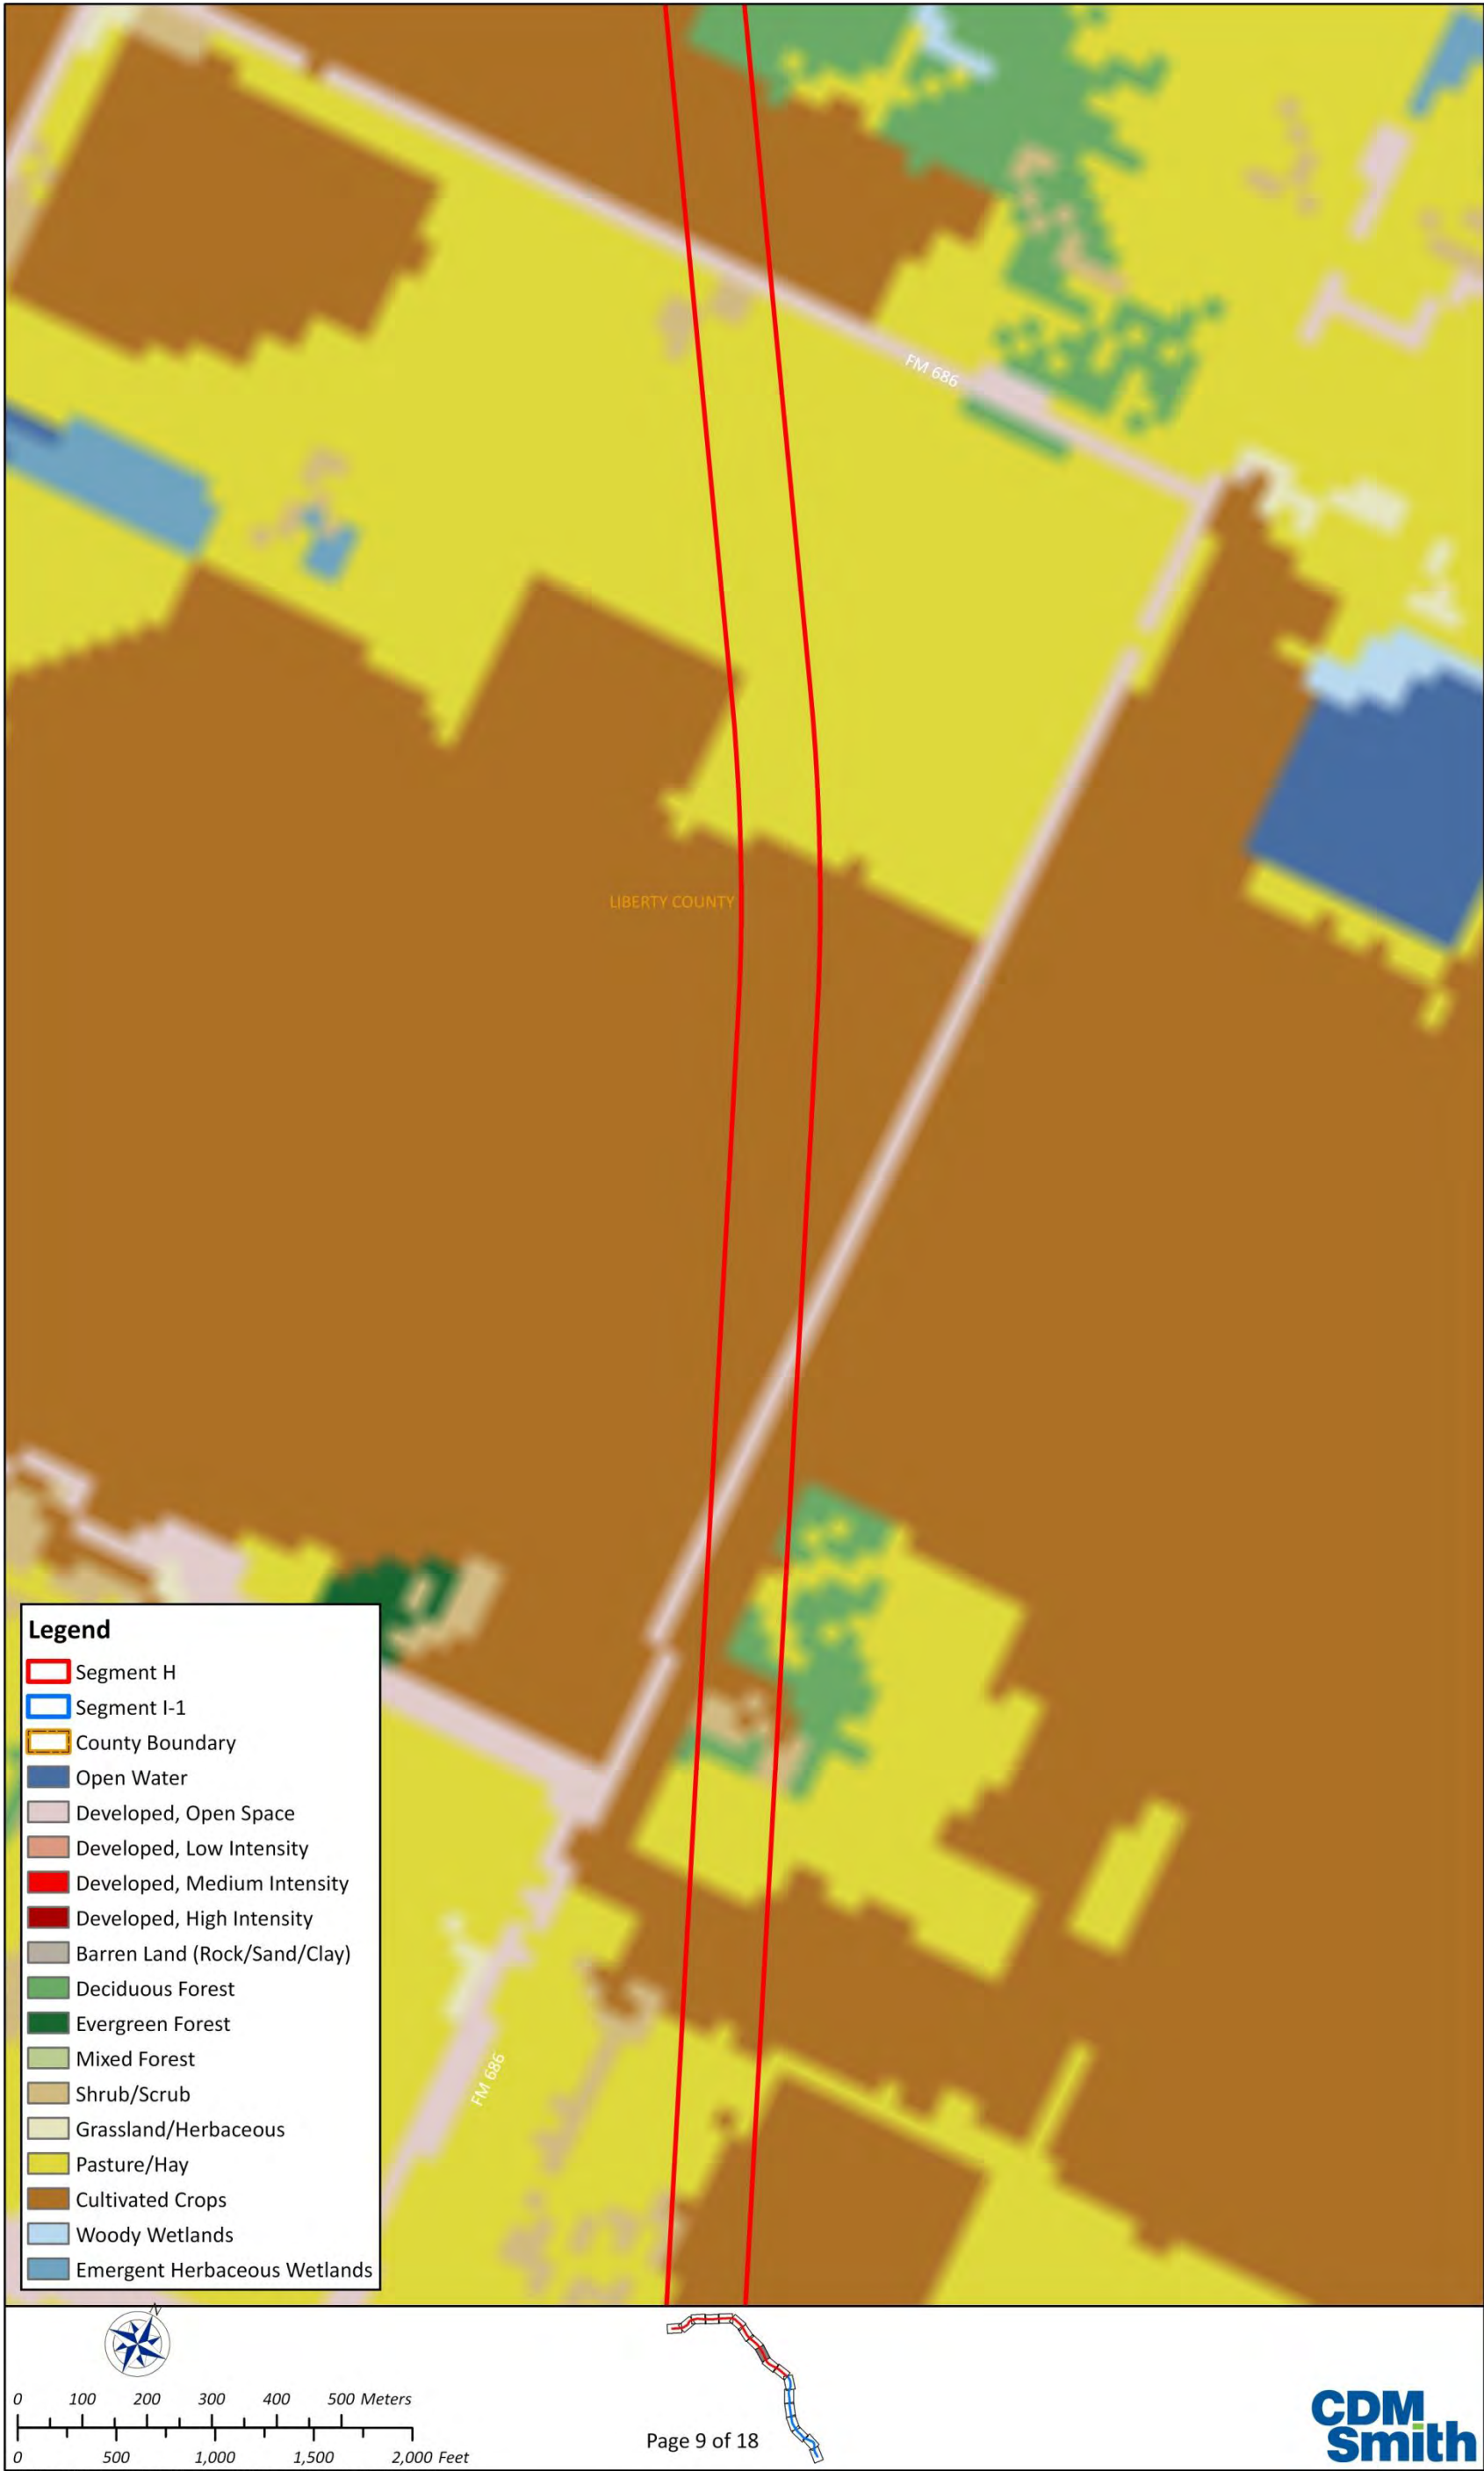 FM 686
LIBERTY COUNTY
FM 686
Legend
Segment H
Segment I-1
County Boundary
Open Water
Developed, Open Space
Developed, Low Intensity
Developed, Medium Intensity
Developed, High Intensity
Barren Land (Rock/Sand/Clay)
Deciduous Forest
Evergreen Forest
Mixed Forest
Shrub/Scrub
Grassland/Herbaceous
Pasture/Hay
Cultivated Crops
Woody Wetlands
Emergent Herbaceous Wetlands
N
0 100 200 300 400 500 Meters
0 500 1,000 1,500 2,000 Feet
Page 9 of 18
CDM
Smith